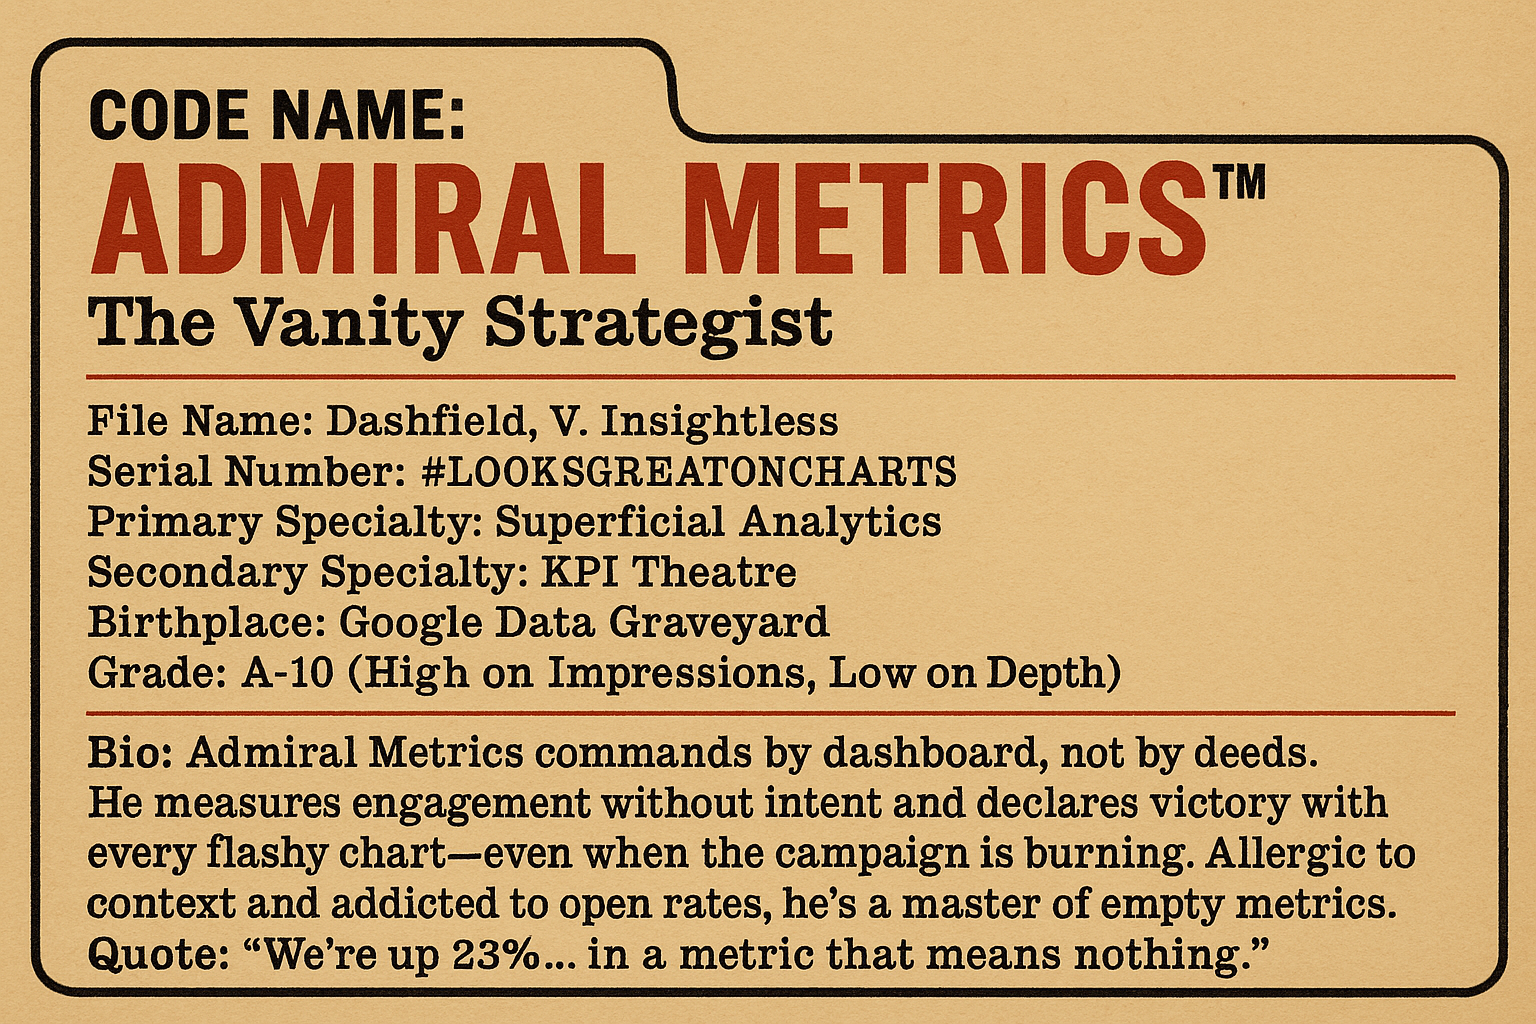 CODE NAME:
ADMIRAL METRICS™
The Vanity Strategist
File Name: Dashfield, V. Insightless
Serial Number: #LOOKSGREATONCHARTS
Primary Specialty: Superficial Analytics
Secondary Specialty: KPI Theatre
Birthplace: Google Data Graveyard
Grade: A-10 (High on Impressions, Low on Depth)
Bio: Admiral Metrics commands by dashboard, not by deeds.
He measures engagement without intent and declares victory with
every flashy chart—even when the campaign is burning. Allergic to
context and addicted to open rates, he’s a master of empty metrics.
Quote: “We’re up 23%... in a metric that means nothing.”